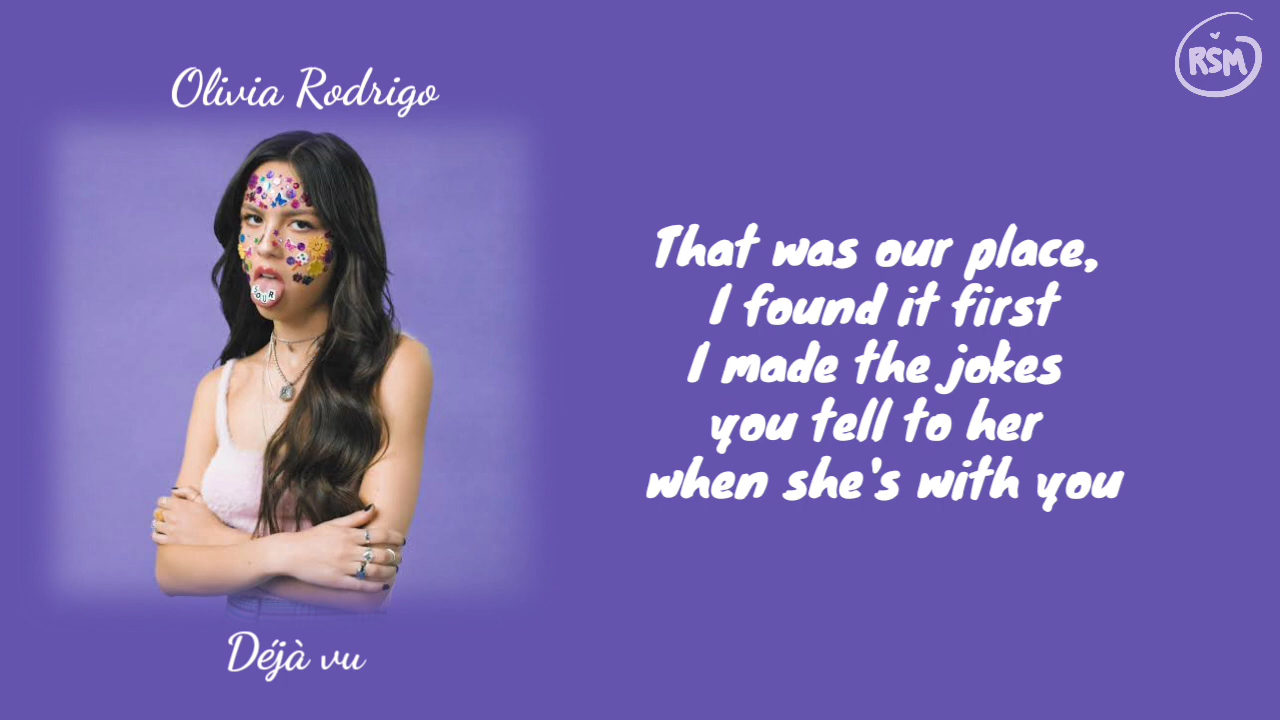 Olivia Rodrigo
RSM
SOUR
That was our place,
I found it first
I made the jokes
you tell to her
when she's with you
Déjà vu